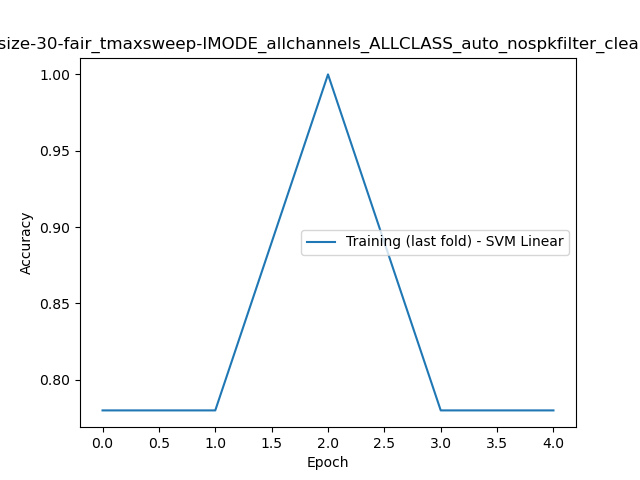 size-30-fair_tmaxsweep-IMODE_allchannels_ALLCLASS_auto_nospkfilter_clea
1.00
0.95
0.90
0.85
0.80
Accuracy
Training (last fold) - SVM Linear
0.0 0.5 1.0 1.5 2.0 2.5 3.0 3.5 4.0
Epoch